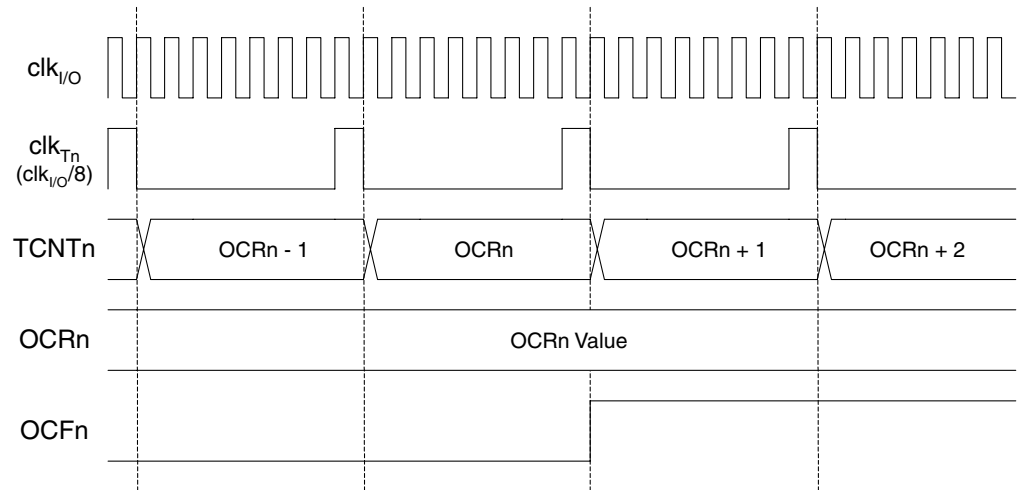 clkI/O
clkTn
(clkI/O/8)
TCNTn OCRn - 1 OCRn OCRn + 1 OCRn + 2
OCRn OCRn Value
OCFn